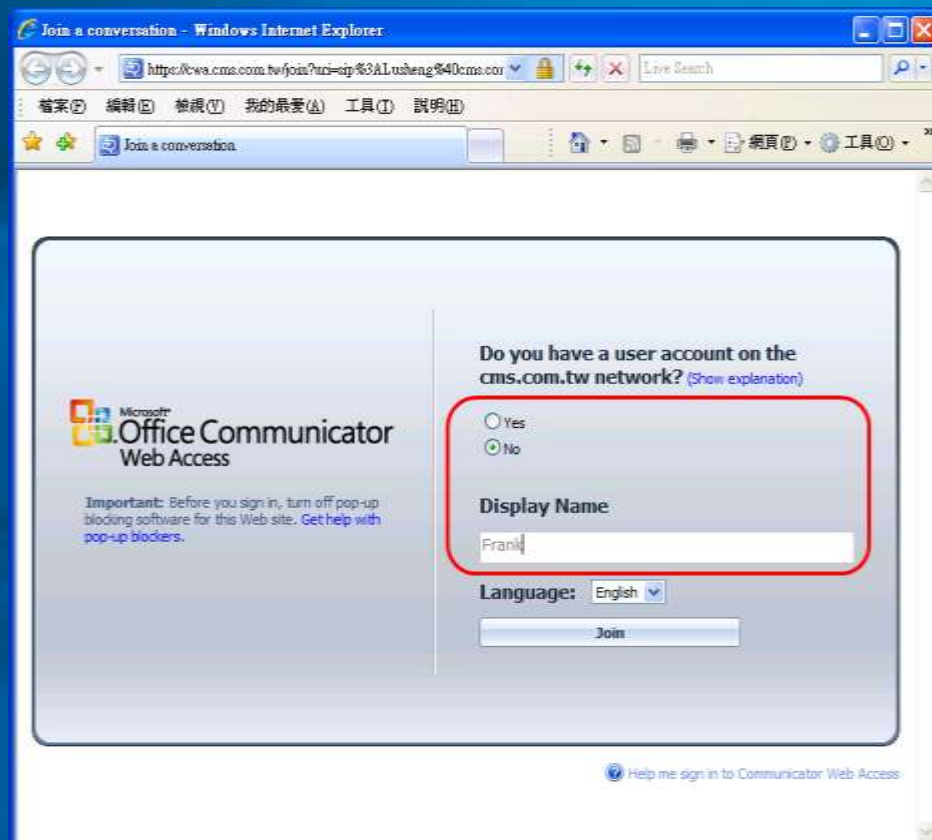 Join a conversation - Windows Internet Explorer
https://cwa.cms.com.tw/join?uri=sip%3ALusheng%40cms.con
Live Search
檔案(F) 編輯(E) 檢視(V) 我的最愛(A) 工具(T) 說明(H)
Join a conversation
網頁(P) 工具(O)
Do you have a user account on the
cms.com.tw network? (Show explanation)
Yes
No
Microsoft
Office Communicator
Web Access
Important: Before you sign in, turn off pop-up
blocking software for this Web site. Get help with
pop-up blockers.
Display Name
Frank
Language: English
Join
Help me sign in to Communicator Web Access